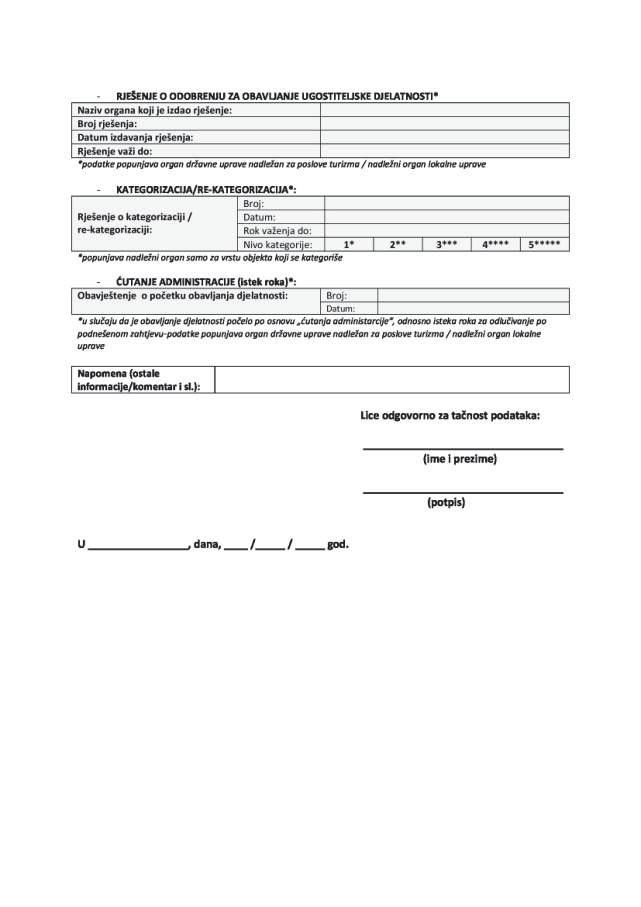 - RJEŠENJE O ODOBRENJU ZA OBAVLJANJE UGOSTITELJSKE DJELATNOSTI*
Naziv organa koji je izdao rješenje:
Broj rješenja:
Datum izdavanja rješenja:
Rješenje važi do:
*podatke popunjava organ državne uprave nadležan za poslove turizma / nadležni organ lokalne uprave
- KATEGORIZACIJA/RE-KATEGORIZACIJA*:
Rješenje o kategorizaciji /
re-kategorizaciji:
Broj:
Datum:
Rok važenja do:
Nivo kategorije: 1* 2** 3*** 4**** 5*****
*popunjava nadležni organ samo za vrstu objekta koji se kategoriše
- ĆUTANJE ADMINISTRACIJE (istek roka)*:
Obavještenje o početku obavljanja djelatnosti: Broj:
Datum:
*u slučaju da je obavljanje djelatnosti počelo po osnovu „ćutanja administarcije“, odnosno isteka roka za odlučivanje po
podnešenom zahtjevu-podatke popunjava organ državne uprave nadležan za poslove turizma / nadležni organ lokalne
uprave
Napomena (ostale
informacije/komentar i sl.):
Lice odgovorno za tačnost podataka:
(ime i prezime)
(potpis)
U _________________, dana, ____ /_____ / _____ god.